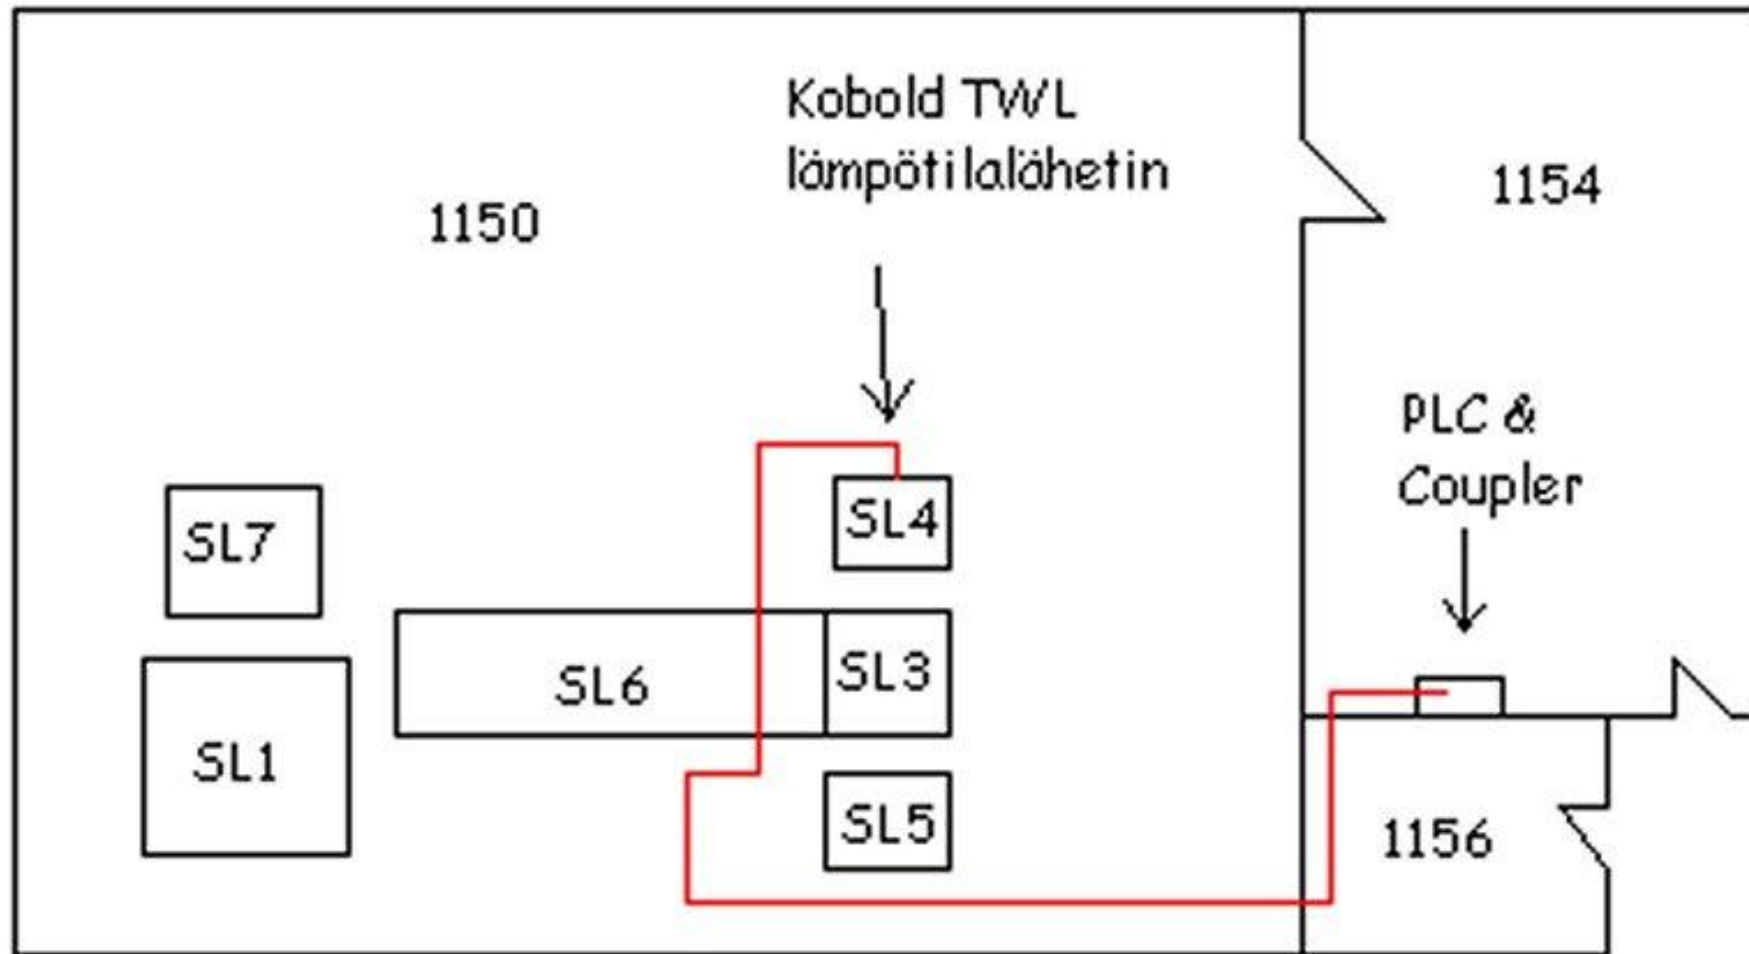 Kobold TWL
lämpötilalähetin
1150
1154
PLC &
Coupler
SL7
SL4
SL6
SL3
SL1
SL5
1156